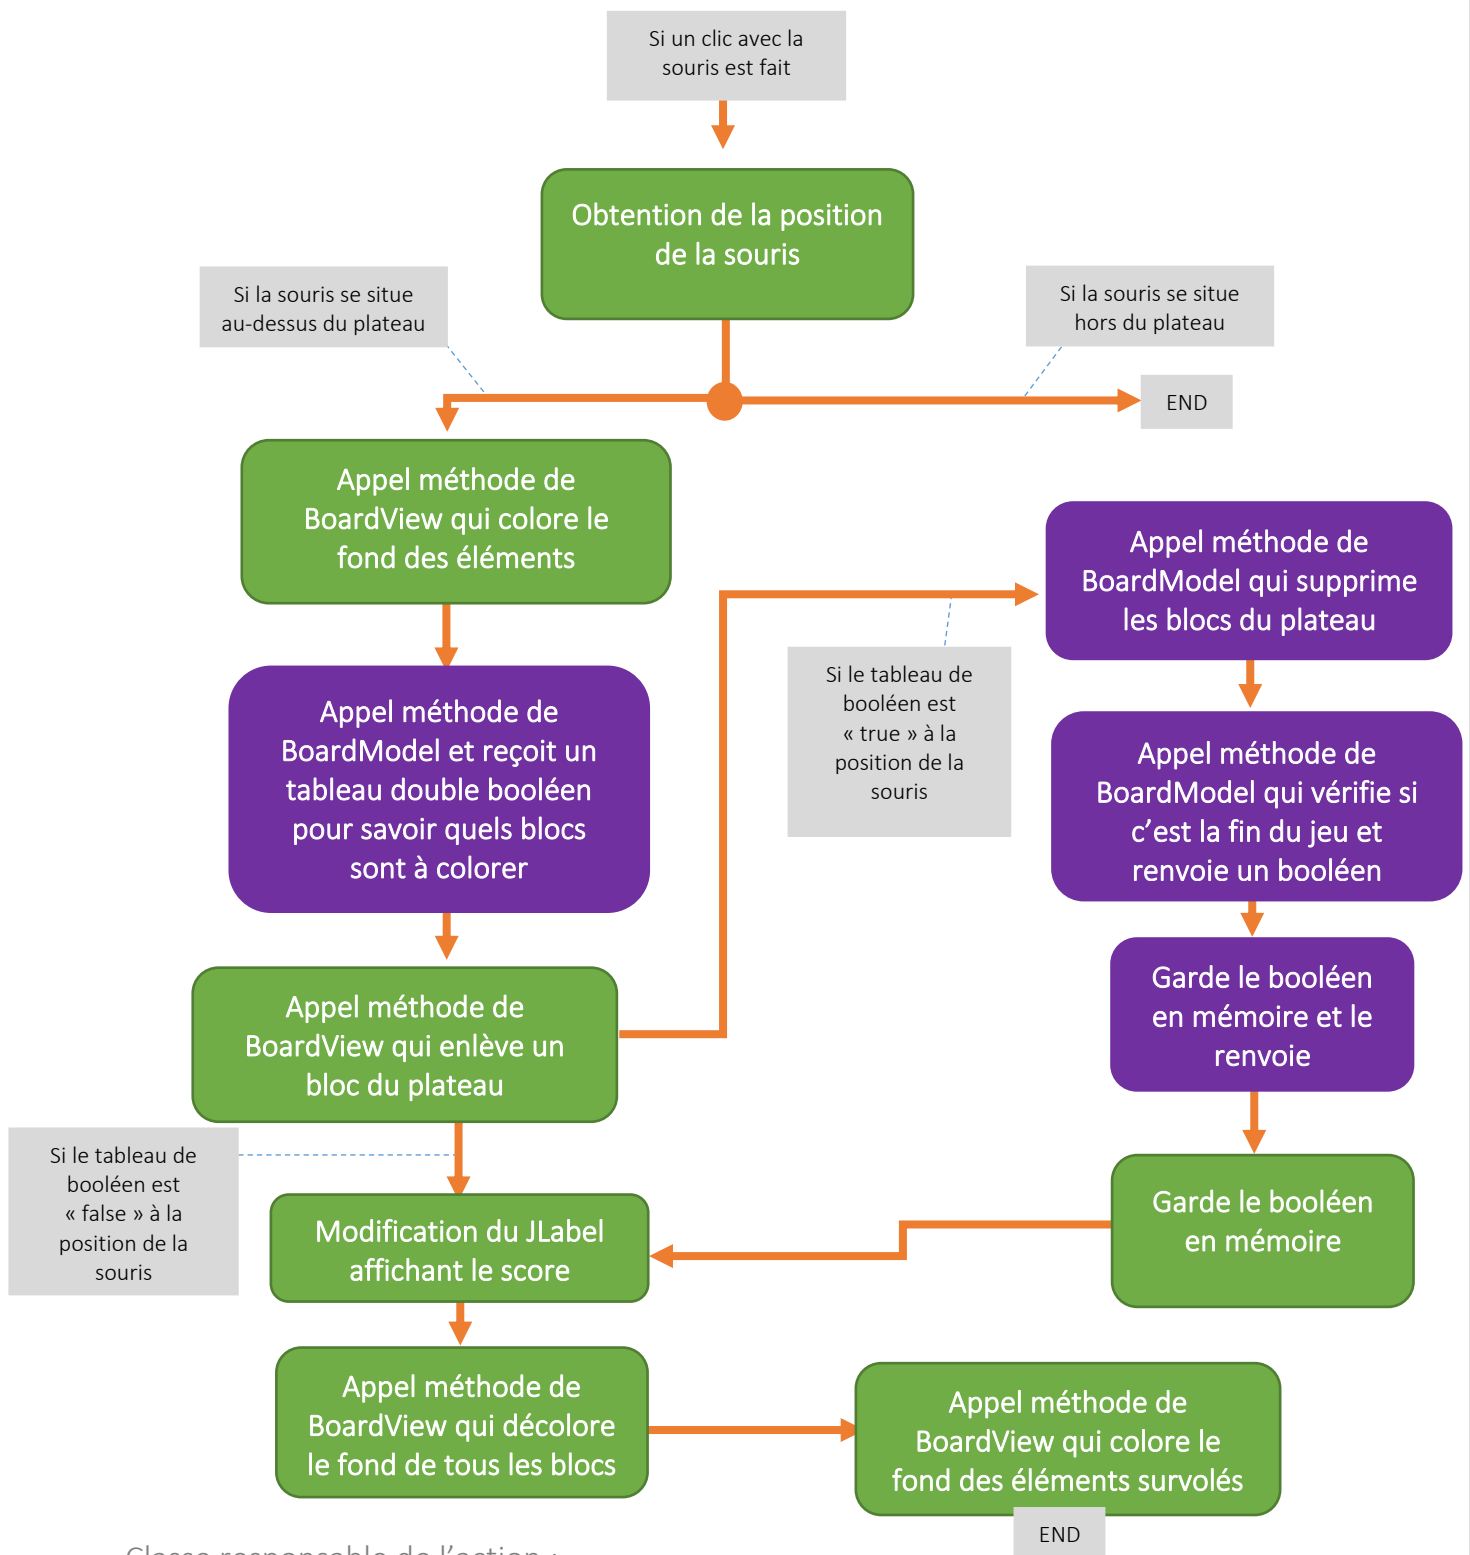 Si un clic avec la
souris est fait
Obtention de la position
de la souris
Si la souris se situe
au-dessus du plateau
Si la souris se situe
hors du plateau
END
Appel méthode de
BoardView qui colore le
fond des éléments
Appel méthode de
BoardModel qui supprime
les blocs du plateau
Appel méthode de
BoardModel et reçoit un
tableau double booléen
pour savoir quels blocs
sont à colorer
Si le tableau de
booléen est
« true » à la
position de la
souris
Appel méthode de
BoardModel qui vérifie si
c’est la fin du jeu et
renvoie un booléen
Appel méthode de
BoardView qui enlève un
bloc du plateau
Garde le booléen
en mémoire et le
renvoie
Si le tableau de
booléen est
« false » à la
position de la
souris
Garde le booléen
en mémoire
Modification du JLabel
affichant le score
Appel méthode de
BoardView qui décolore
le fond de tous les blocs
Appel méthode de
BoardView qui colore le
fond des éléments survolés
END
Classe responsable de l’action :